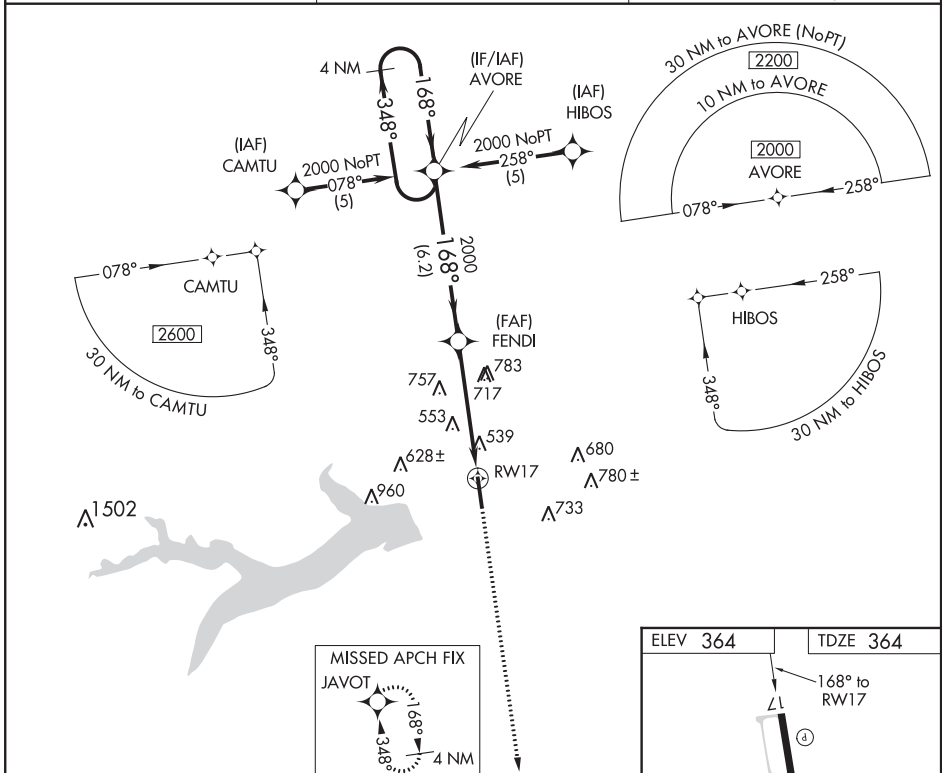 4 NM
168°
348°
(IF/IAF)
AVORE
(IAF)
HIBOS
(IAF)
CAMTU
2000 NoPT
078°
(5)
2000 NoPT
258°
(5)
30 NM to AVORE (NoPT)
2200
10 NM to AVORE
2000
AVORE
078°
258°
2000
168°
(6.2)
078°
CAMTU
2600
348°
30 NM to CAMTU
258°
HIBOS
348°
30 NM to HIBOS
(FAF)
FENDI
783
757
717
553
539
628±
680
RW17
780±
960
733
1502
MISSED APCH FIX
JAVOT
168°
348°
4 NM
ELEV 364
TDZE 364
168° to
RW17
17
P